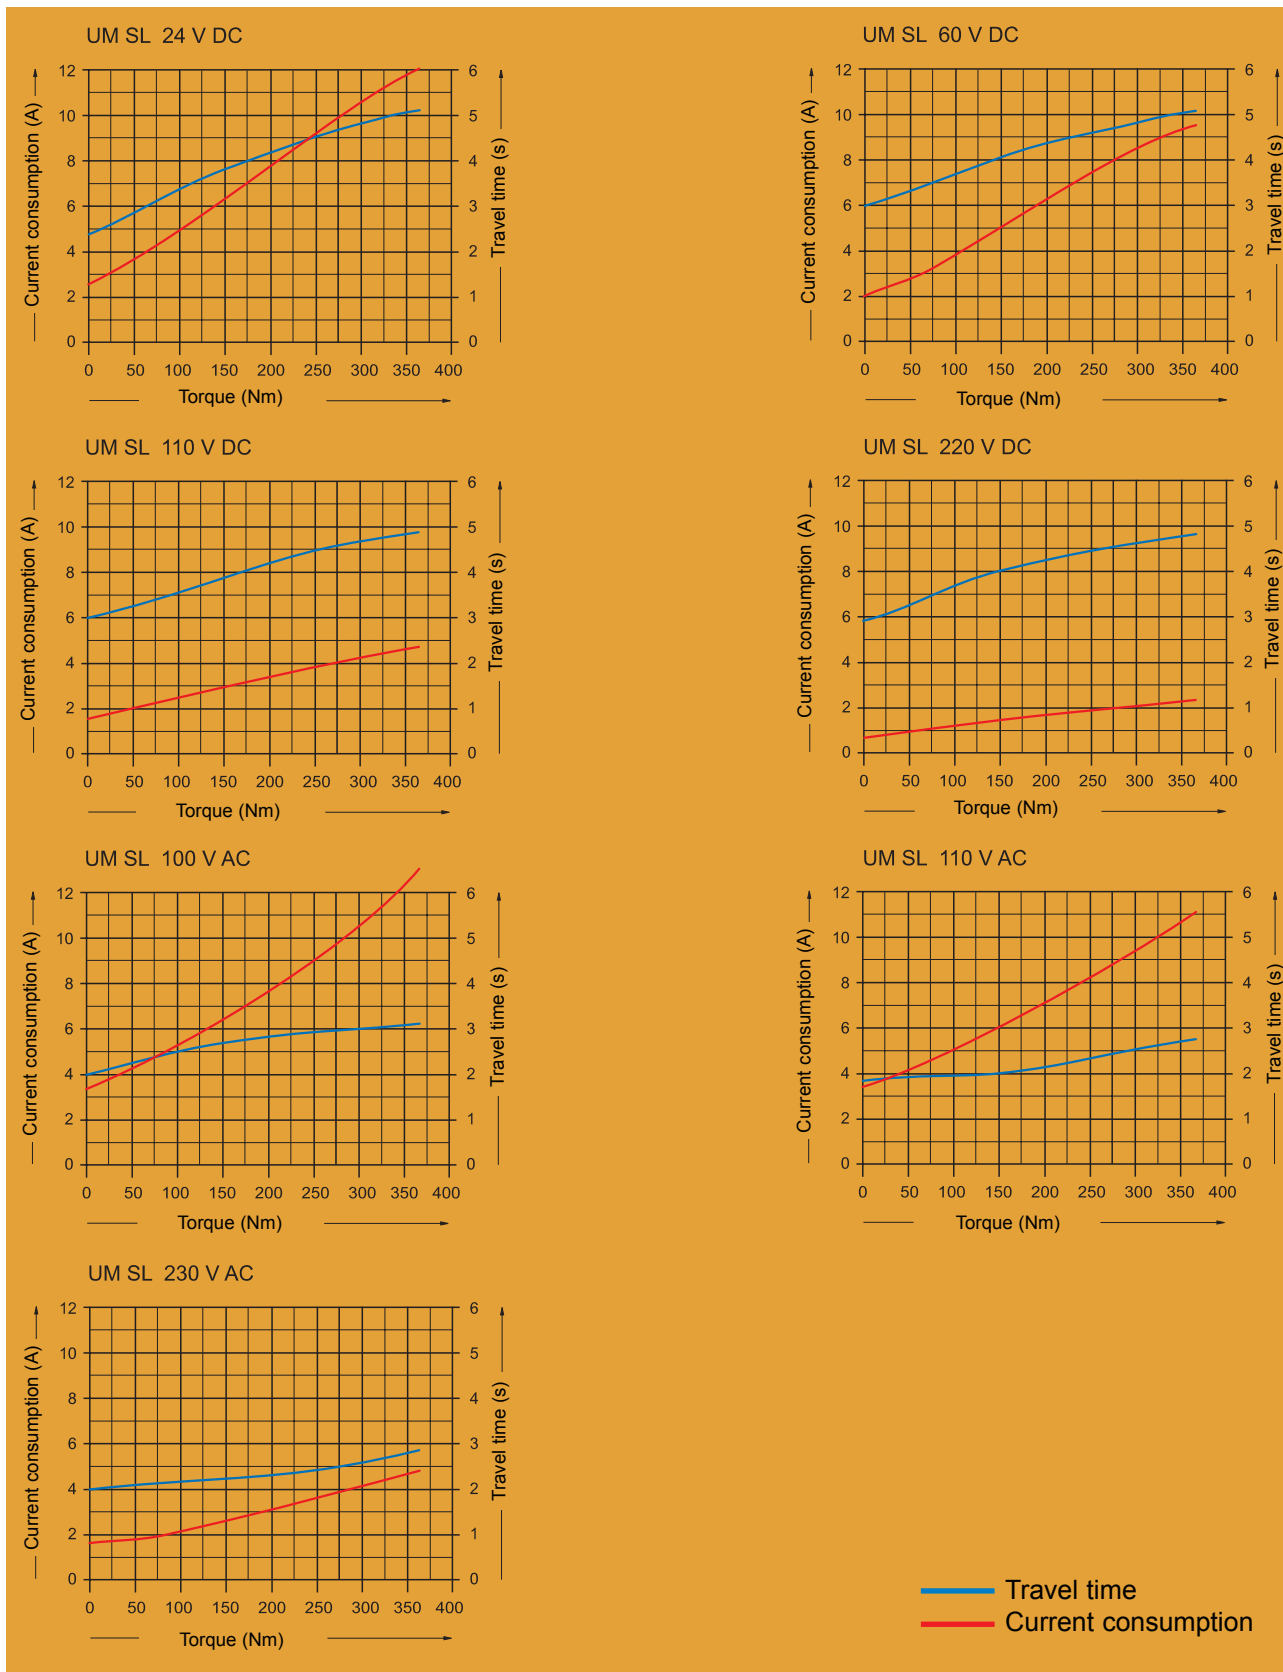 UM SL 24 V DC
12
10
8
6
4
2
0
Current consumption (A)
6
5
4
3
2
1
0
Travel time (s)
0 50 100 150 200 250 300 350 400
Torque (Nm)
UM SL 60 V DC
12
10
8
6
4
2
0
Current consumption (A)
6
5
4
3
2
1
0
Travel time (s)
0 50 100 150 200 250 300 350 400
Torque (Nm)
UM SL 110 V DC
12
10
8
6
4
2
0
Current consumption (A)
6
5
4
3
2
1
0
Travel time (s)
0 50 100 150 200 250 300 350 400
Torque (Nm)
UM SL 220 V DC
12
10
8
6
4
2
0
Current consumption (A)
6
5
4
3
2
1
0
Travel time (s)
0 50 100 150 200 250 300 350 400
Torque (Nm)
UM SL 100 V AC
12
10
8
6
4
2
0
Current consumption (A)
6
5
4
3
2
1
0
Travel time (s)
0 50 100 150 200 250 300 350 400
Torque (Nm)
UM SL 110 V AC
12
10
8
6
4
2
0
Current consumption (A)
6
5
4
3
2
1
0
Travel time (s)
0 50 100 150 200 250 300 350 400
Torque (Nm)
UM SL 230 V AC
12
10
8
6
4
2
0
Current consumption (A)
6
5
4
3
2
1
0
Travel time (s)
0 50 100 150 200 250 300 350 400
Torque (Nm)
Travel time
Current consumption